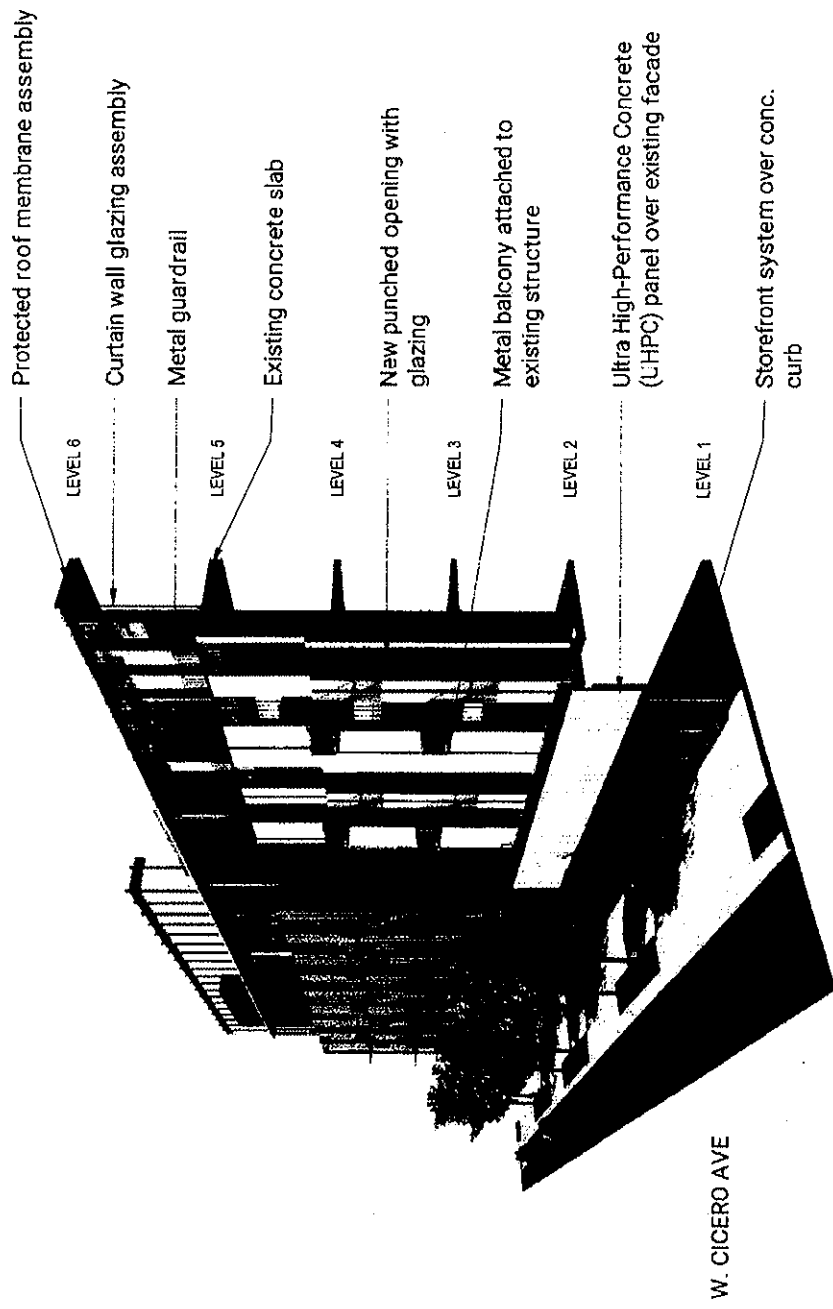 Protected roof membrane assembly
LEVEL 6
Curtain wall glazing assembly
Metal guardrail
LEVEL 5
Existing concrete slab
LEVEL 4
New punched opening with
glazing
LEVEL 3
Metal balcony attached to
existing structure
LEVEL 2
Ultra High-Performance Concrete
(UHPC) panel over existing facade
LEVEL 1
Storefront system over conc.
curb
W. CICERO AVE